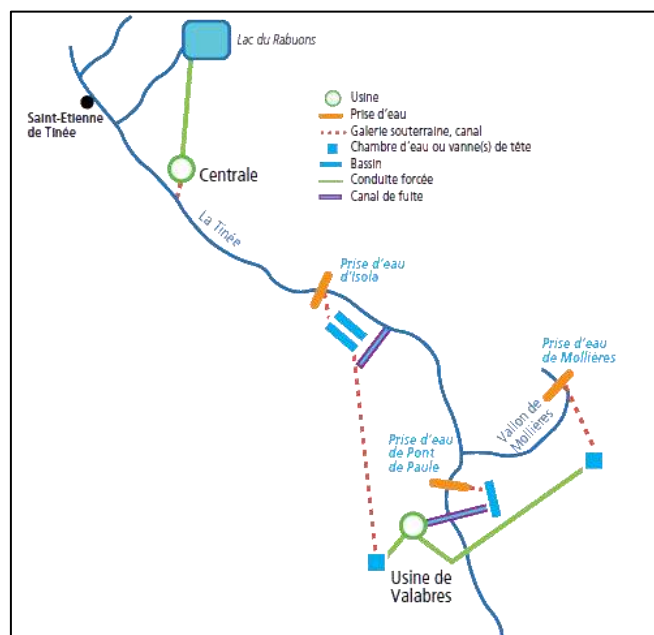 Lac du Rabuons
Saint-Etienne
de Tinée
Centrale
Usine
Prise d'eau
Galerie souterraine, canal
Chambre d'eau ou vanne(s) de tête
Bassin
Conduite forcée
Canal de fuite
La Tinée
Prise d'eau
d'Isola
Prise d'eau
de Mollières
Vallon de
Mollières
Prise d'eau
de Pont
de Paule
Usine de
Valabres